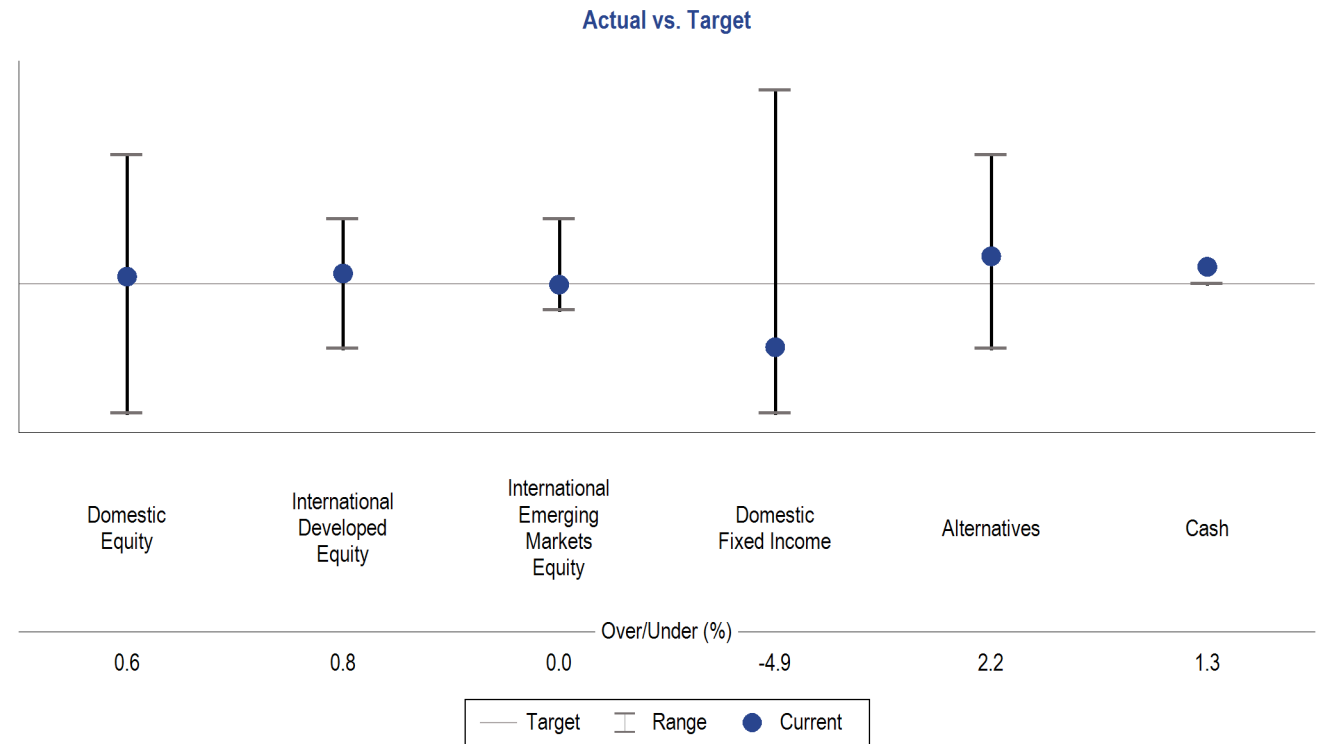 Actual vs. Target
Domestic
Equity
International
Developed
Equity
International
Emerging
Markets
Equity
Domestic
Fixed Income
Alternatives
Cash
Over/Under (%)
0.6 0.8 0.0 -4.9 2.2 1.3
Target Range Current